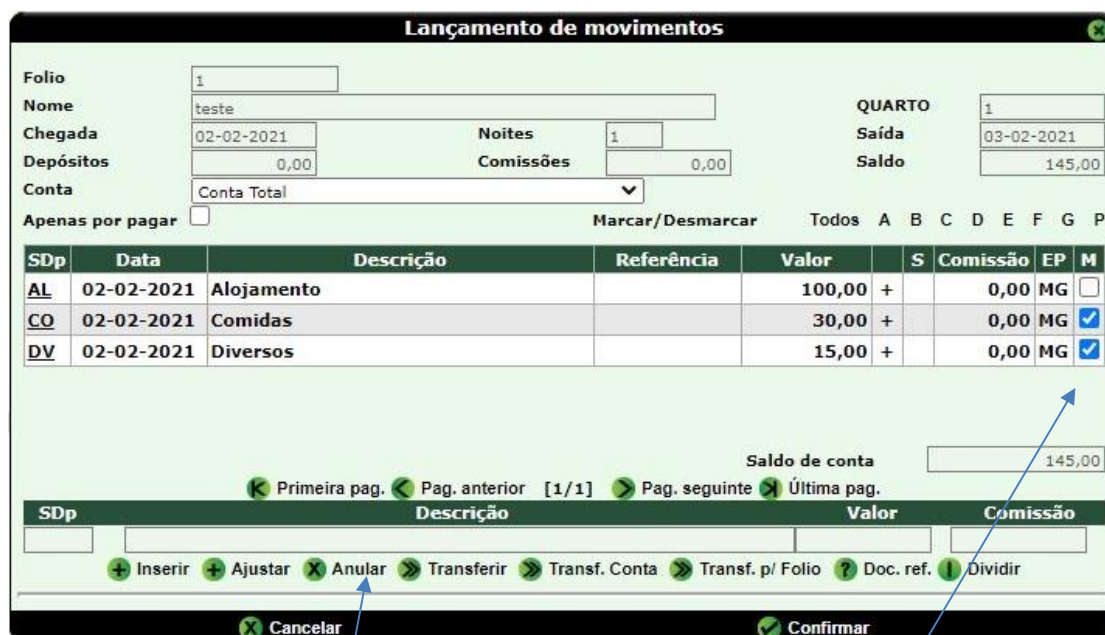 Lançamento de movimentos
Folio 1
Nome teste QUARTO 1
Chegada 02-02-2021 Noites 1 Saída 03-02-2021
Depósitos 0,00 Comissões 0,00 Saldo 145,00
Conta Conta Total
Apenas por pagar Marcar/Desmarcar Todos A B C D E F G P
SDp Data Descrição Referência Valor S Comissão EP M
AL 02-02-2021 Alojamento 100,00 + 0,00 MG
CO 02-02-2021 Comidas 30,00 + 0,00 MG
DV 02-02-2021 Diversos 15,00 + 0,00 MG
Saldo de conta 145,00
Primeira pag. Pag. anterior [1/1] Pag. seguinte Última pag.
SDp Descrição Valor Comissão
Inserir Ajustar Anular Transferir Transf. Conta Transf. p/ Folio Doc. ref. Dividir
Cancelar Confirmar